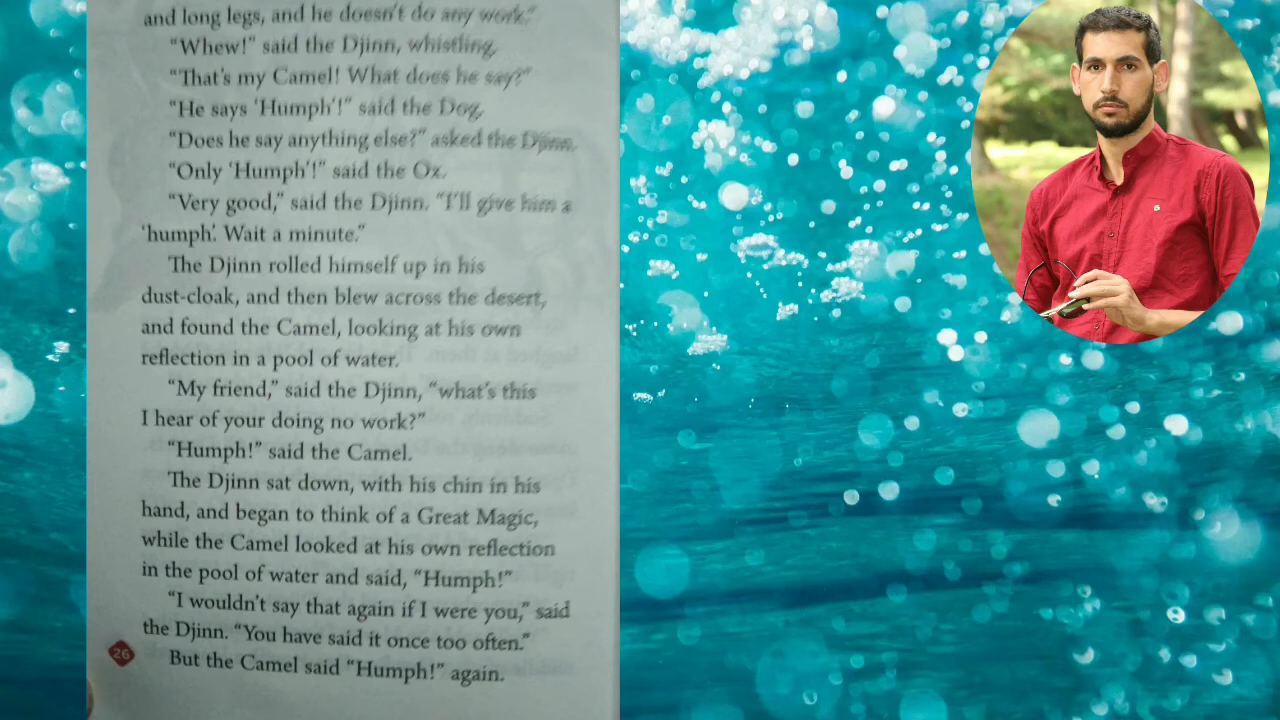 and long legs, and he doesn't do any work."
"Whew!" said the Djinn, whistling.
"That's my Camel! What does he say?"
"He says 'Humph'!" said the Dog.
"Does he say anything else?" asked the Djinn.
"Only 'Humph'!" said the Ox.
"Very good," said the Djinn. "I'll give him a
'humph'. Wait a minute."
The Djinn rolled himself up in his
dust-cloak, and then blew across the desert,
and found the Camel, looking at his own
reflection in a pool of water.
"My friend," said the Djinn, "what's this
I hear of your doing no work?"
"Humph!" said the Camel.
The Djinn sat down, with his chin in his
hand, and began to think of a Great Magic,
while the Camel looked at his own reflection
in the pool of water and said, "Humph!"
"I wouldn't say that again if I were you," said
the Djinn. "You have said it once too often."
26
But the Camel said "Humph!" again.